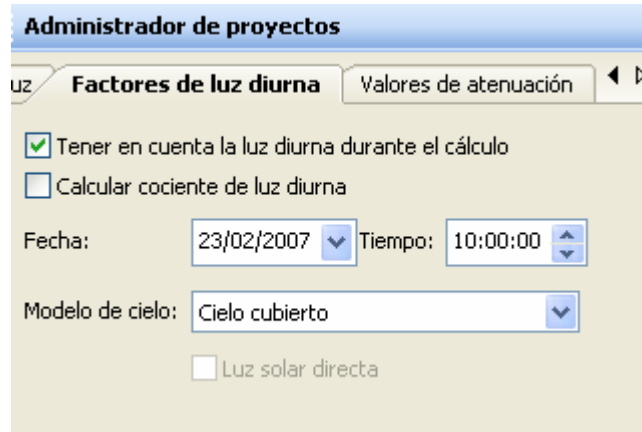 Administrador de proyectos
uz Factores de luz diurna Valores de atenuación
Tener en cuenta la luz diurna durante el cálculo
Calcular cociente de luz diurna
Fecha: 23/02/2007 Tiempo: 10:00:00
Modelo de cielo: Cielo cubierto
Luz solar directa